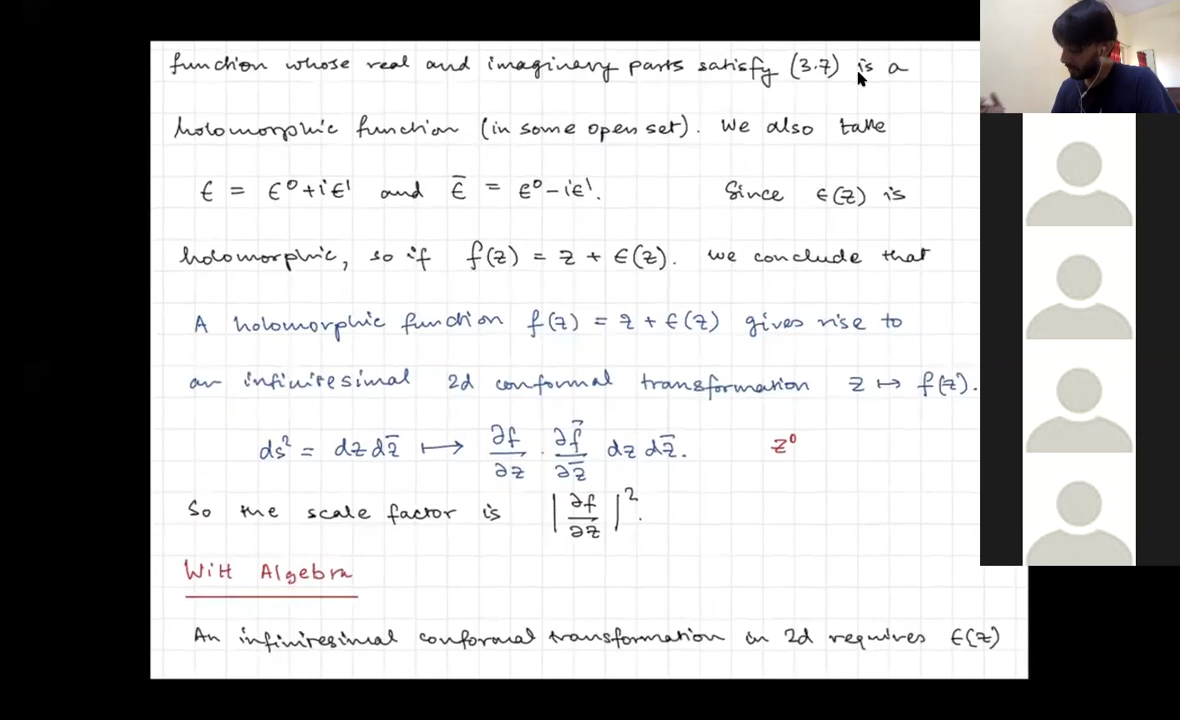 function whose real and imaginary parts satisfy (3.7) is a
holomorphic function (in some open set). We also take
ϵ = ϵ⁰ + iϵ¹ and ϵ̄ = ϵ⁰ - iϵ¹. Since ϵ(z) is
holomorphic, so if f(z) = z + ϵ(z). we conclude that
A holomorphic function f(z) = z + ϵ(z) gives rise to
an infinitesimal 2d conformal transformation z ↦ f(z).
ds² = dz dz̄ ⟼ ∂f/∂z · ∂f̄/∂z̄ dz dz̄. z⁰
So the scale factor is |∂f/∂z|².
Witt Algebra
An infinitesimal conformal transformation in 2d requires ϵ(z)